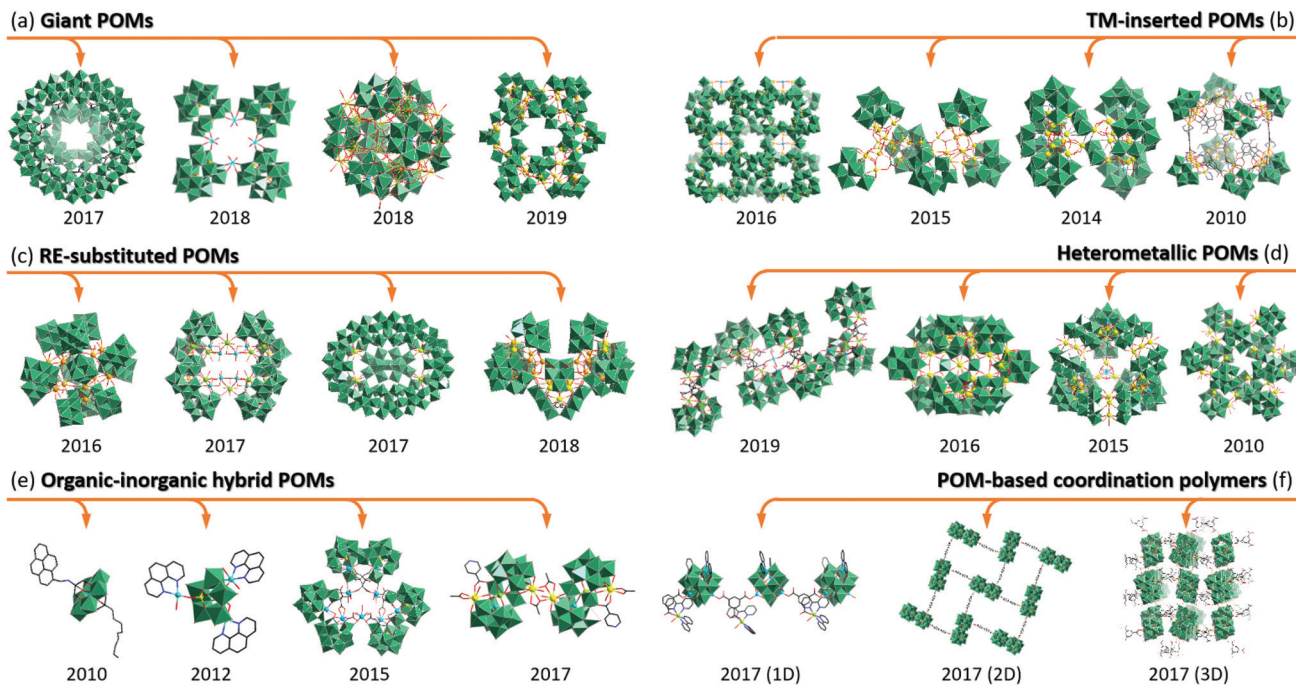 (a) Giant POMs
TM-inserted POMs (b)
2017 2018 2018 2019
2016 2015 2014 2010
(c) RE-substituted POMs
Heterometallic POMs (d)
Ce
2016 2017 2017 2018
2019 2016 2015 2010
(e) Organic-inorganic hybrid POMs
POM-based coordination polymers (f)
2010 2012 2015 2017
2017 (1D) 2017 (2D) 2017 (3D)